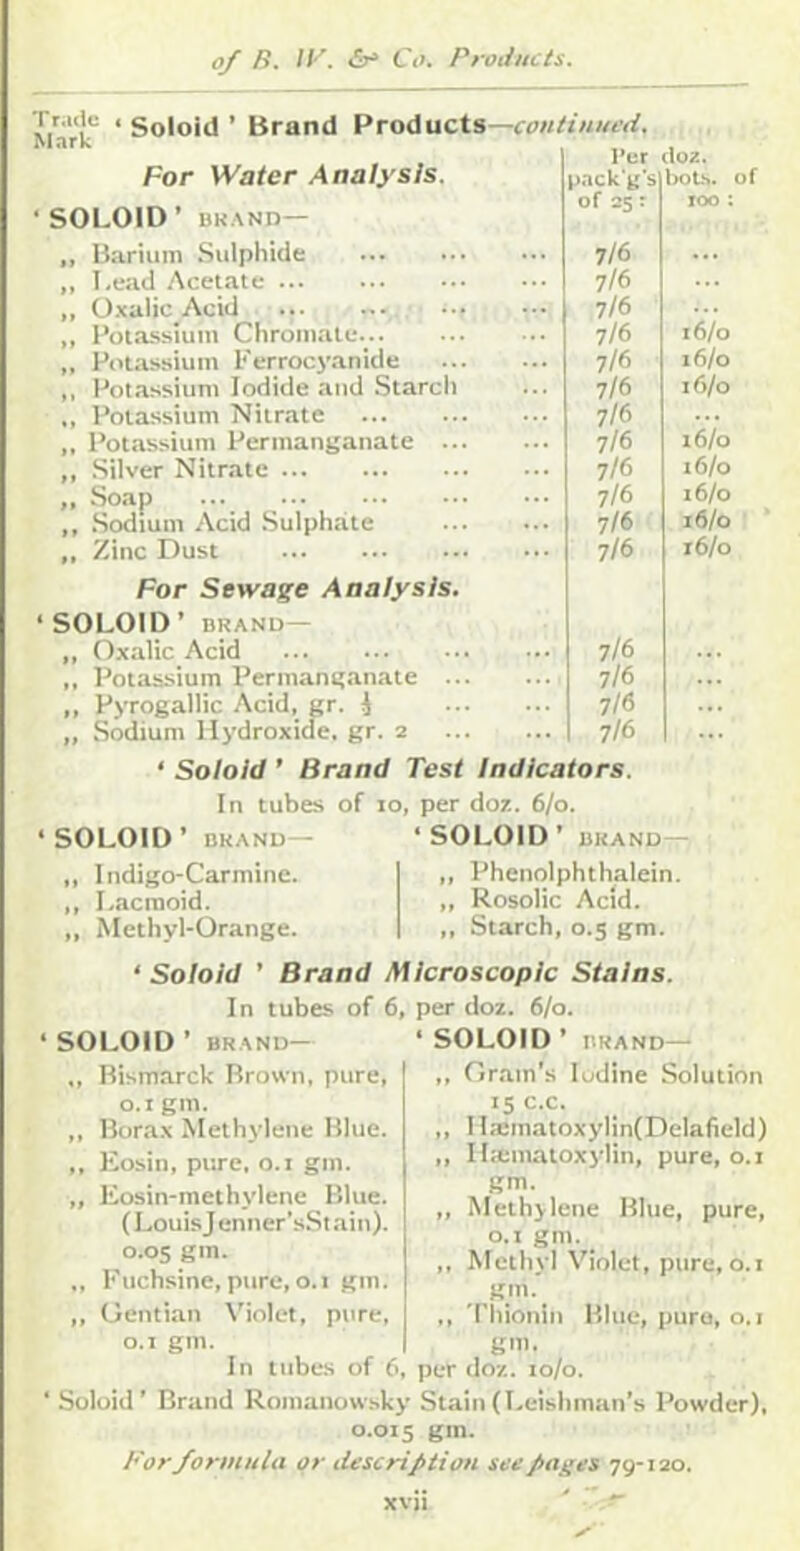 of B. W. & Co. Products.
Trade Mark ‘ Soloid ’ Brand Products—continued.
For Water Analysis.
Per doz.
pack'g's of 25 : bots. of 100 :
‘ SOLOID ’ BRAND—
„ Barium Sulphide ... ... ... 7/6 ...
„ Lead Acetate ... ... ... ... 7/6 ...
„ Oxalic Acid ... ... ... ... 7/6 ...
„ Potassium Chromate... ... ... 7/6 16/0
„ Potassium Ferrocyanide ... ... 7/6 16/0
„ Potassium Iodide and Starch ... 7/6 16/0
„ Potassium Nitrate ... ... ... 7/6 ...
„ Potassium Permanganate ... ... 7/6 16/0
„ Silver Nitrate ... ... ... ... 7/6 16/0
„ Soap ... ... ... ... ... 7/6 16/0
„ Sodium Acid Sulphate ... ... 7/6 16/0
„ Zinc Dust ... ... ... ... 7/6 16/0
For Sewage Analysis.
‘ SOLOID ’ BRAND—
„ Oxalic Acid ... ... ... ... 7/6 ...
„ Potassium Permanganate ... ... 7/6 ...
„ Pyrogallic Acid, gr. ½ ... ... 7/6 ...
„ Sodium Hydroxide, gr. 2 ... ... 7/6 ...
‘ Soloid ’ Brand Test Indicators.
In tubes of 10, per doz. 6/0.
‘ SOLOID ’ BRAND—
„ Indigo-Carmine.
„ Lacmoid.
„ Methyl-Orange.
‘ SOLOID ’ BRAND—
„ Phenolphthalein.
„ Rosolic Acid.
„ Starch, 0.5 gm.
‘ Soloid ’ Brand Microscopic Stains.
In tubes of 6, per doz. 6/0.
‘ SOLOID ’ BRAND—
„ Bismarck Brown, pure,
0.1 gm.
„ Borax Methylene Blue.
„ Eosin, pure, 0.1 gm.
„ Eosin-methylene Blue.
(LouisJenner'sStain).
0.05 gm.
„ Fuchsine, pure, 0.1 gm.
„ Gentian Violet, pure,
0.1 gm.
‘ SOLOID ’ BRAND—
„ Gram's Iodine Solution
15 c.c.
„ Hæmatoxylin(Delafield)
„ Hæmatoxylin, pure, 0.1
gm.
„ Methylene Blue, pure,
0.1 gm.
„ Methyl Violet, pure, 0.1
gm.
„ Thionin Blue, pure, 0.1
gm.
In tubes of 6, per doz. 10/0.
‘ Soloid ’ Brand Romanowsky Stain (Leishman's Powder),
0.015 gm.
For formula or description see pages 79-120.
xvii